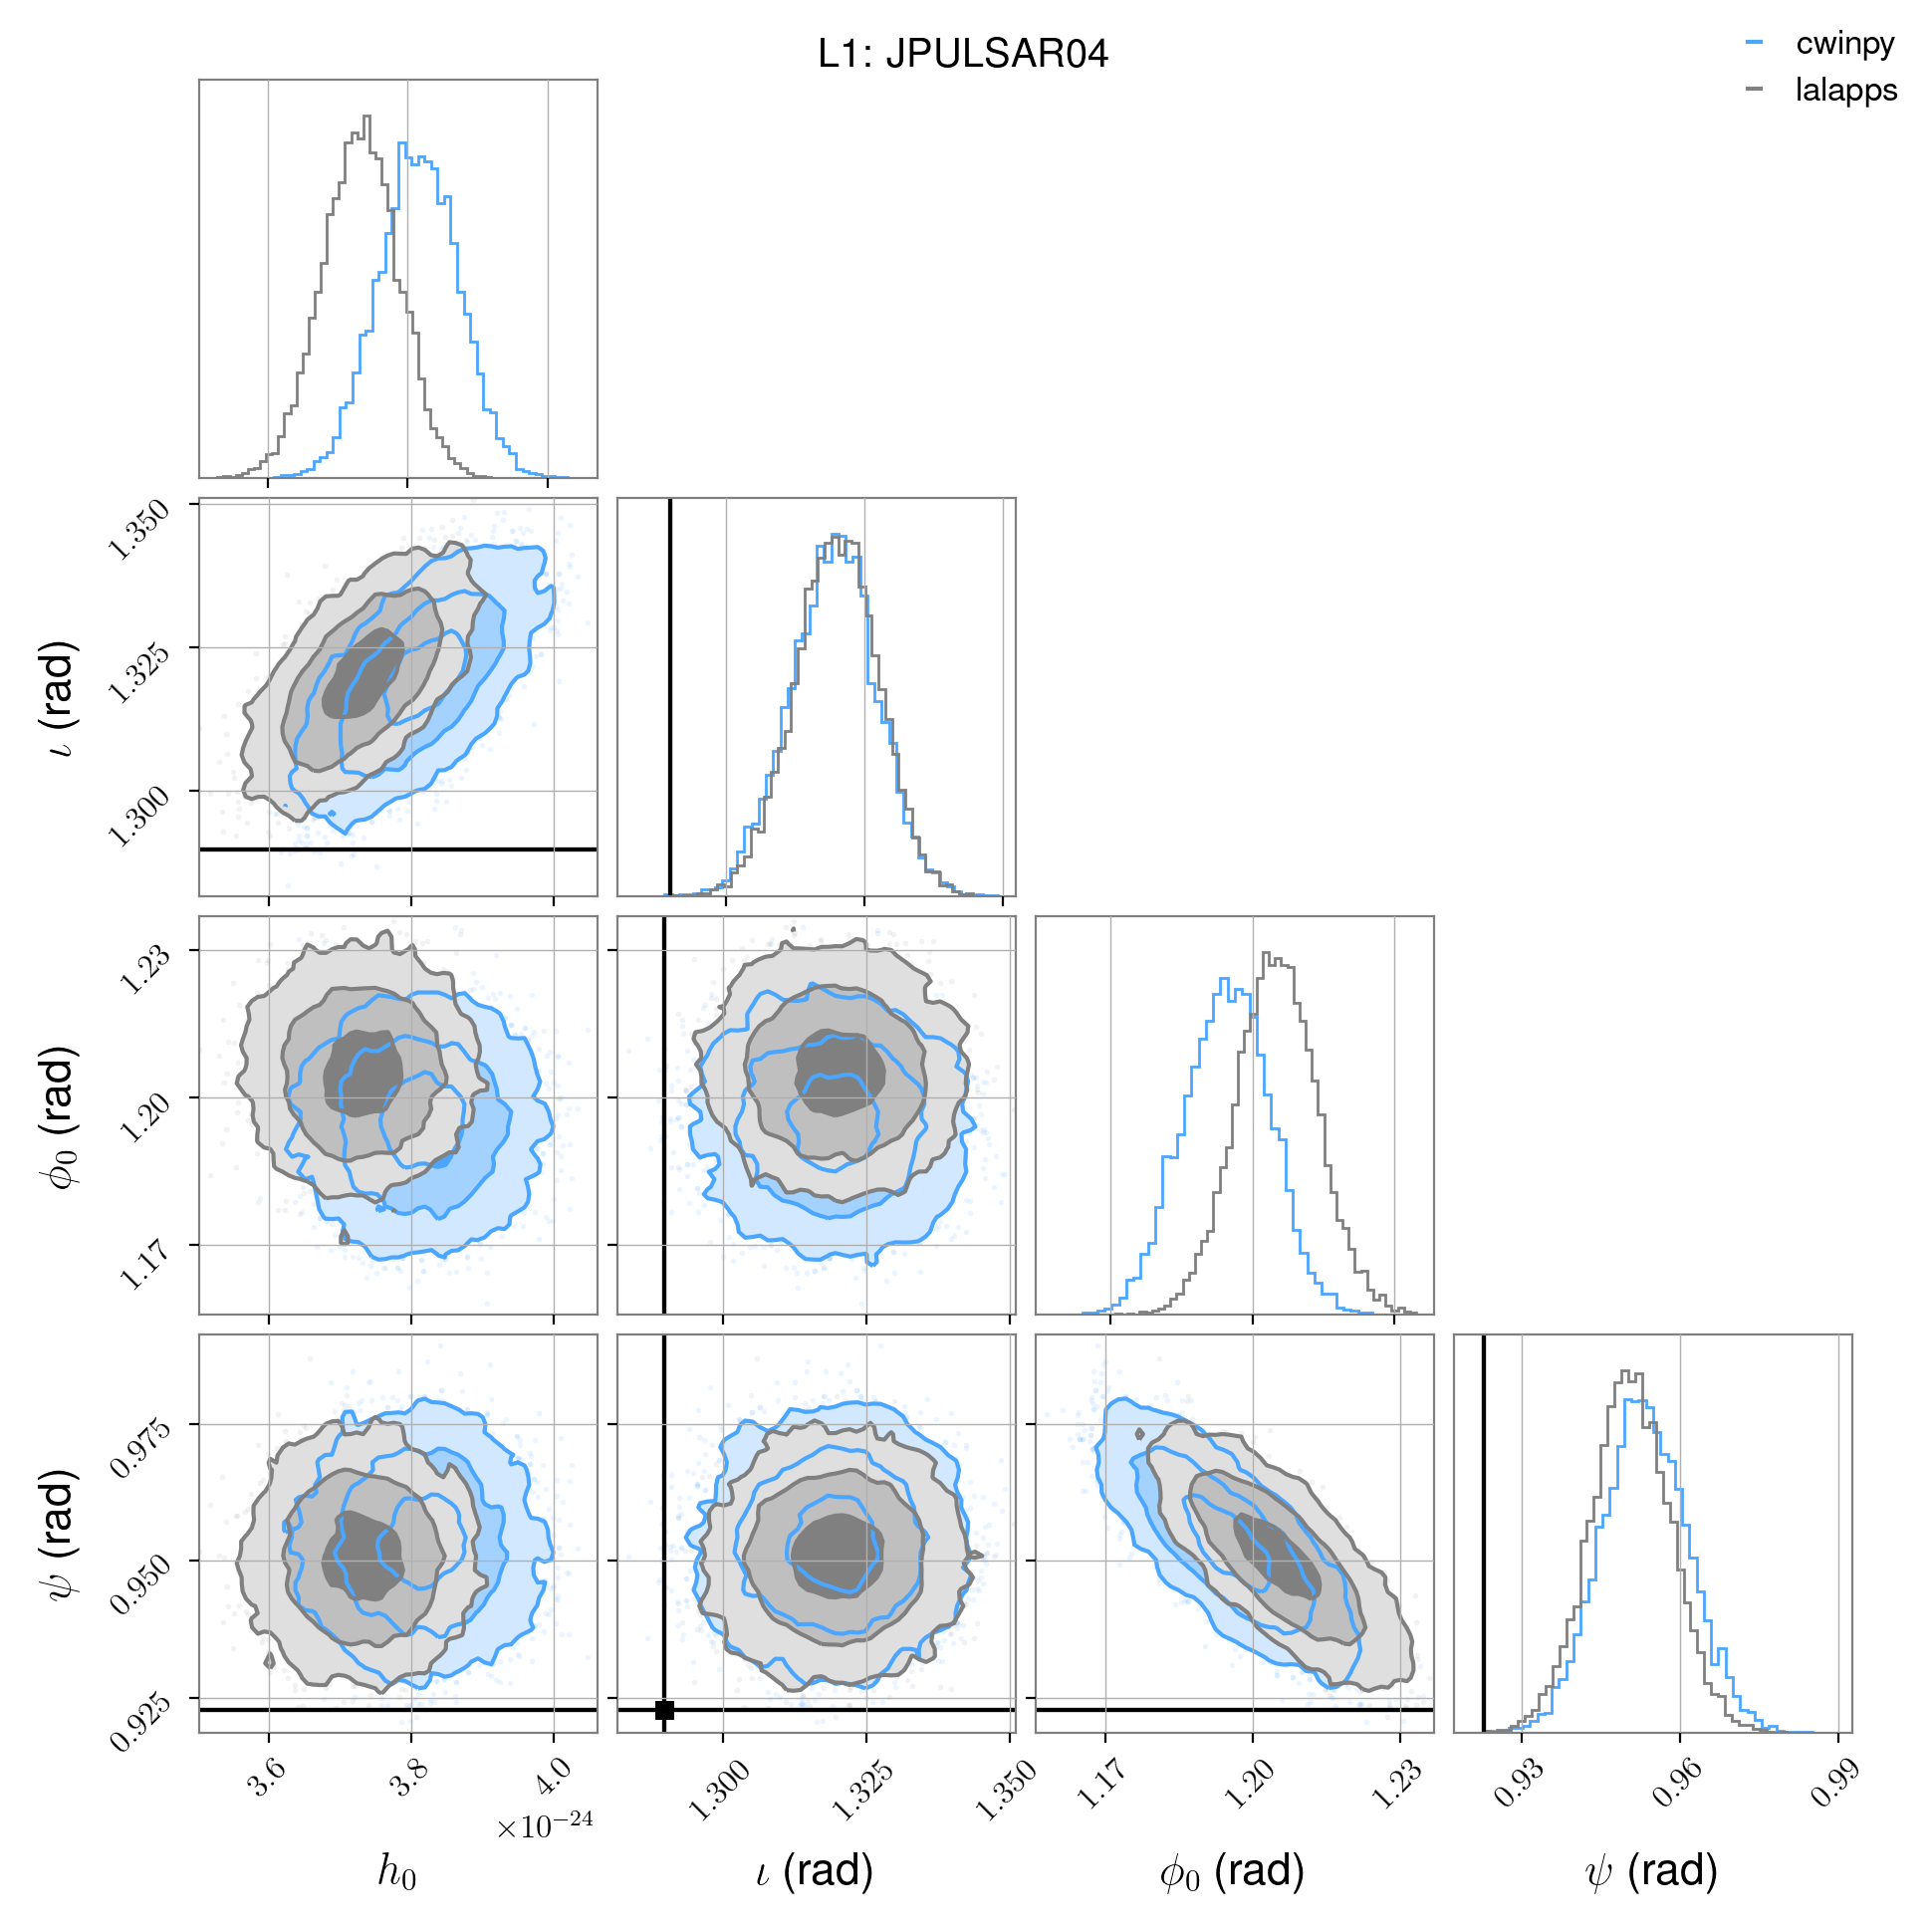 L1: JPULSAR04
cwinpy
lalapps
1.350
1.325
1.300
ι (rad)
1.23
1.20
1.17
ϕ₀ (rad)
0.975
0.950
0.925
ψ (rad)
3.6 3.8 4.0
×10⁻²⁴
1.300 1.325 1.350
1.17 1.20 1.23
0.93 0.96 0.99
h₀ ι (rad) ϕ₀ (rad) ψ (rad)